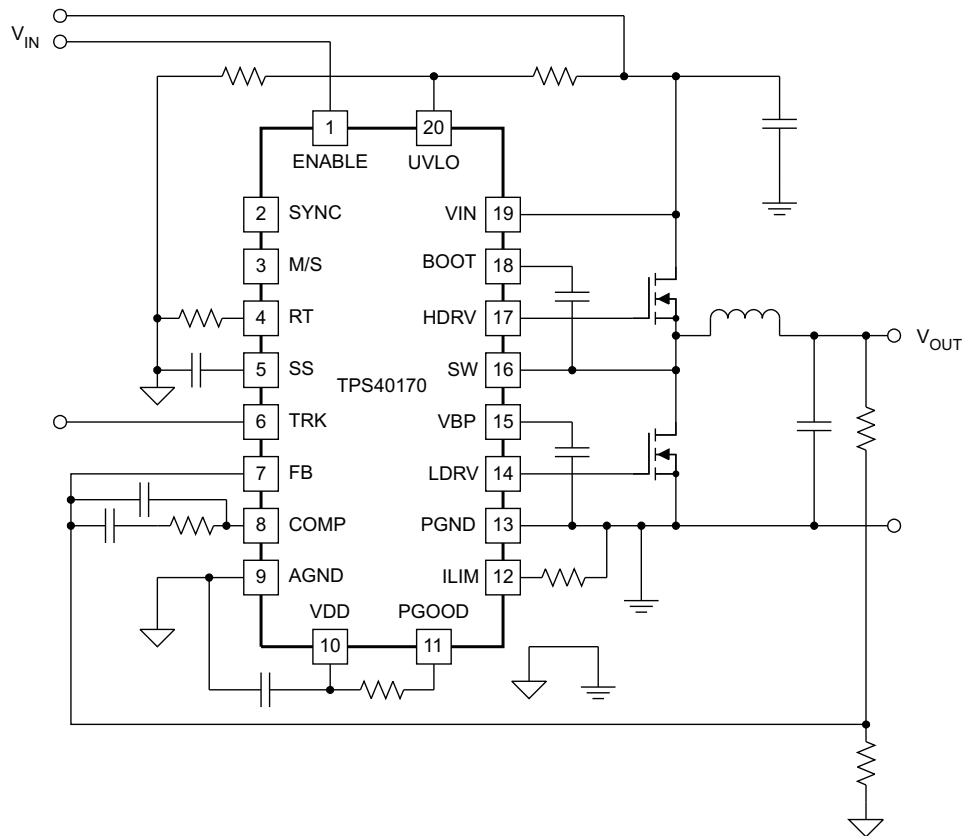 V_IN
1
20
ENABLE
UVLO
2 SYNC
VIN 19
3 M/S
BOOT 18
4 RT
HDRV 17
5 SS
SW 16
TPS40170
6 TRK
VBP 15
7 FB
LDRV 14
8 COMP
PGND 13
9 AGND
ILIM 12
VDD
PGOOD
10
11
V_OUT